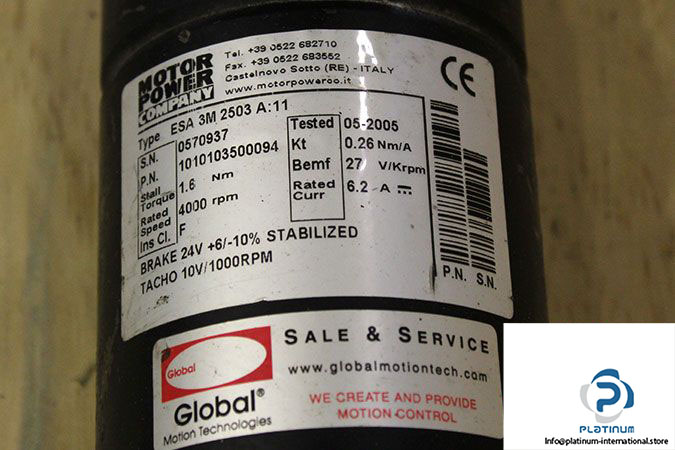 MOTOR
POWER
COMPANY
Tel. +39 0522 682710
Fax. +39 0522 683552
Castelnovo Sotto (RE) - ITALY
www.motorpowerco.it
CE
Type ESA 3M 2503 A:11
S.N. 0570937
P.N. 1010103500094
Stall Torque 1.6 Nm
Rated Speed 4000 rpm
Ins Cl. F
Tested 05-2005
Kt 0.26 Nm/A
Bemf 27 V/Krpm
Rated Curr 6.2 A
BRAKE 24V +6/-10% STABILIZED
TACHO 10V/1000RPM
P.N. S.N.
Global
Global®
Motion Technologies
SALE & SERVICE
www.globalmotiontech.com
WE CREATE AND PROVIDE
MOTION CONTROL
PLATINUM
Info@platinum-international.store